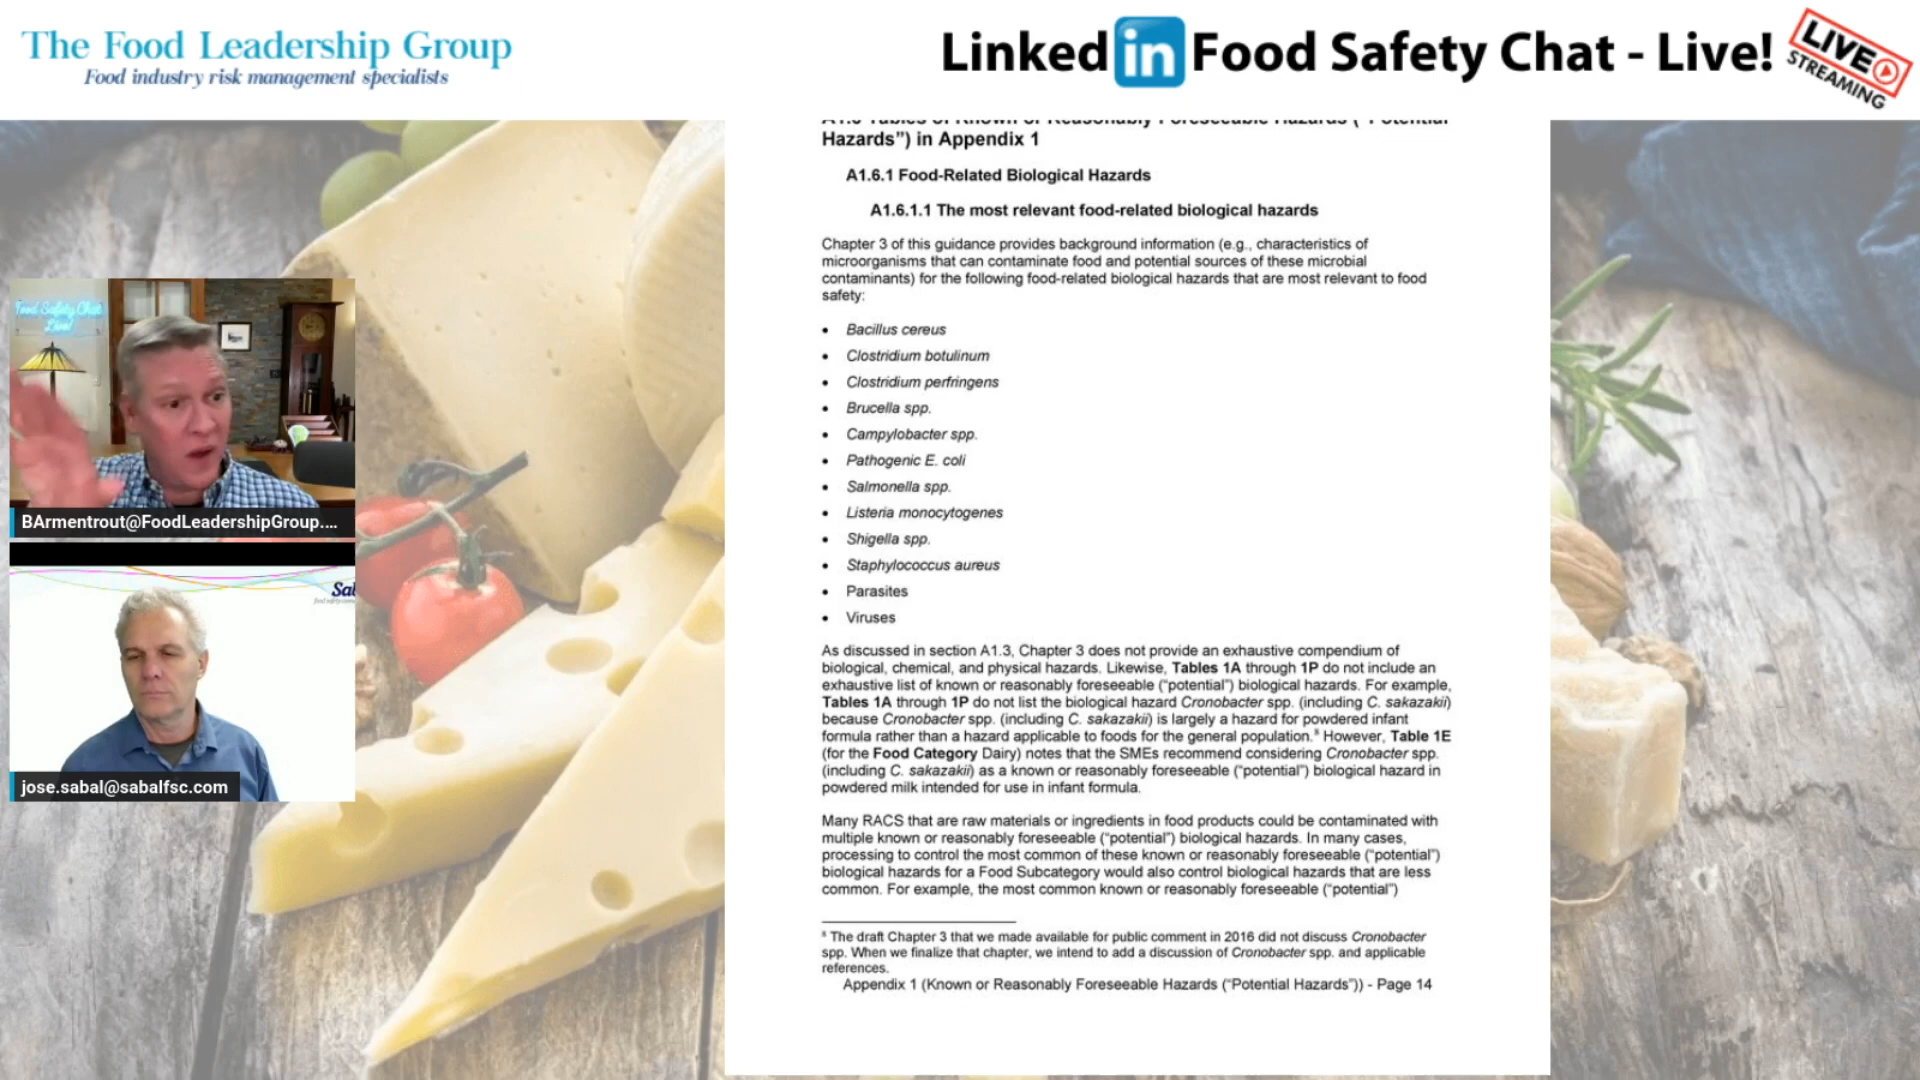 The Food Leadership Group
Food industry risk management specialists
Linked in Food Safety Chat - Live!
LIVE
STREAMING
A1.6 Tables of Known or Reasonably Foreseeable Hazards (“Potential
Hazards”) in Appendix 1
A1.6.1 Food-Related Biological Hazards
A1.6.1.1 The most relevant food-related biological hazards
Chapter 3 of this guidance provides background information (e.g., characteristics of
microorganisms that can contaminate food and potential sources of these microbial
contaminants) for the following food-related biological hazards that are most relevant to food
safety:
• Bacillus cereus
• Clostridium botulinum
• Clostridium perfringens
• Brucella spp.
• Campylobacter spp.
• Pathogenic E. coli
• Salmonella spp.
• Listeria monocytogenes
• Shigella spp.
• Staphylococcus aureus
• Parasites
• Viruses
As discussed in section A1.3, Chapter 3 does not provide an exhaustive compendium of
biological, chemical, and physical hazards. Likewise, Tables 1A through 1P do not include an
exhaustive list of known or reasonably foreseeable (“potential”) biological hazards. For example,
Tables 1A through 1P do not list the biological hazard Cronobacter spp. (including C. sakazakii)
because Cronobacter spp. (including C. sakazakii) is largely a hazard for powdered infant
formula rather than a hazard applicable to foods for the general population.⁸ However, Table 1E
(for the Food Category Dairy) notes that the SMEs recommend considering Cronobacter spp.
(including C. sakazakii) as a known or reasonably foreseeable (“potential”) biological hazard in
powdered milk intended for use in infant formula.
Many RACS that are raw materials or ingredients in food products could be contaminated with
multiple known or reasonably foreseeable (“potential”) biological hazards. In many cases,
processing to control the most common of these known or reasonably foreseeable (“potential”)
biological hazards for a Food Subcategory would also control biological hazards that are less
common. For example, the most common known or reasonably foreseeable (“potential”)
⁸ The draft Chapter 3 that we made available for public comment in 2016 did not discuss Cronobacter
spp. When we finalize that chapter, we intend to add a discussion of Cronobacter spp. and applicable
references.
Appendix 1 (Known or Reasonably Foreseeable Hazards (“Potential Hazards”)) - Page 14
Food Safety Chat
Live!
BArmentrout@FoodLeadershipGroup....
Sab
jose.sabal@sabalfsc.com